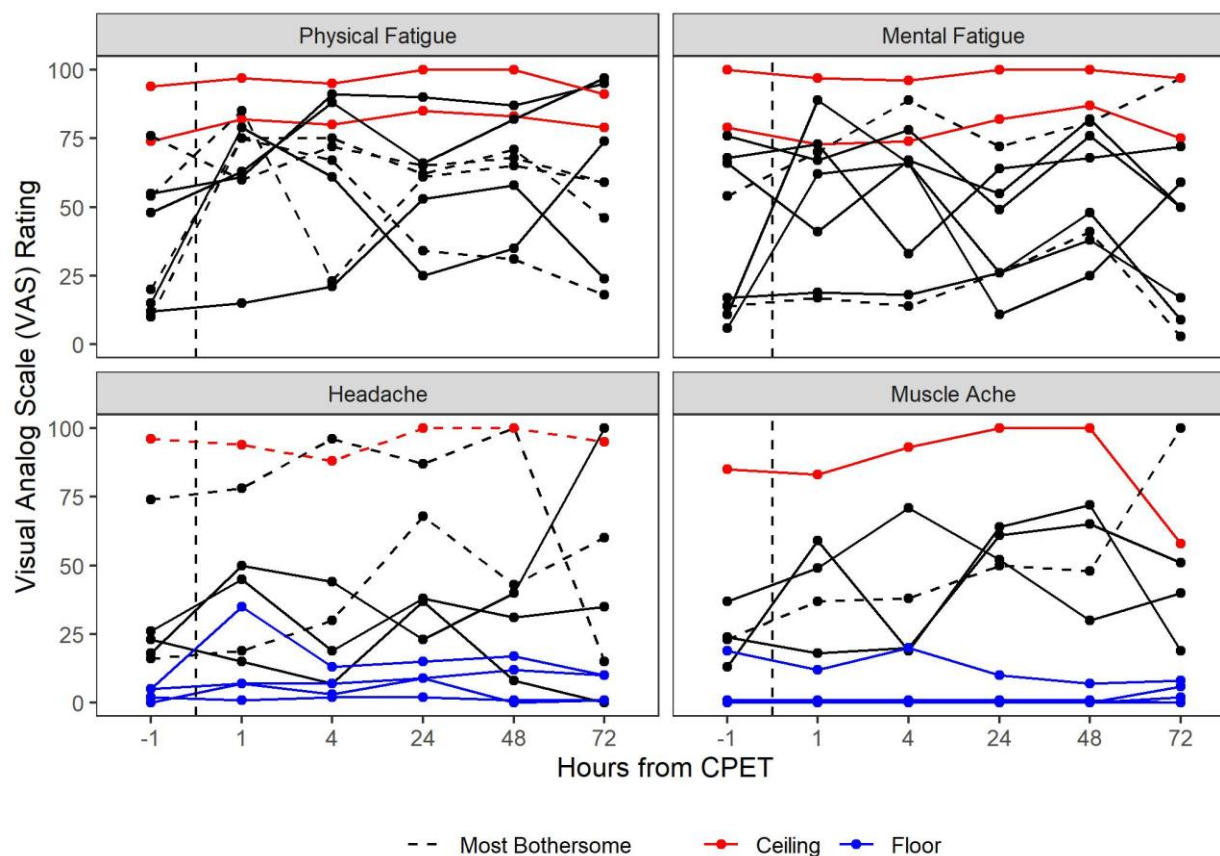 Physical Fatigue
Mental Fatigue
100
75
50
25
0
Headache
Muscle Ache
100
75
50
25
0
Visual Analog Scale (VAS) Rating
-1 1 4 24 48 72
-1 1 4 24 48 72
Hours from CPET
Most Bothersome
Ceiling
Floor